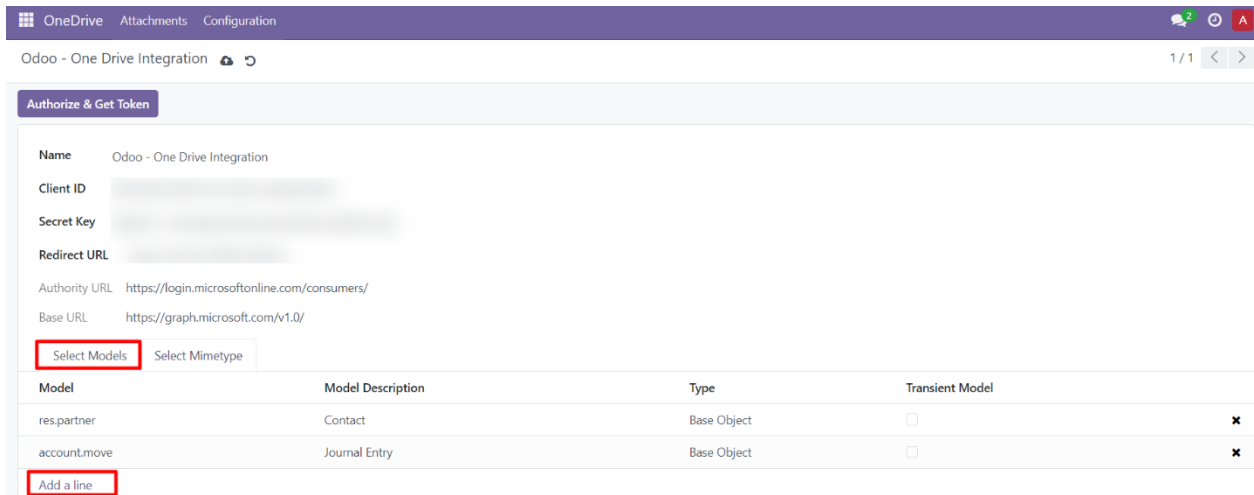 OneDrive Attachments Configuration 2 A
Odoo - One Drive Integration 1 / 1
Authorize & Get Token
Name Odoo - One Drive Integration
Client ID
Secret Key
Redirect URL
Authority URL https://login.microsoftonline.com/consumers/
Base URL https://graph.microsoft.com/v1.0/
Select Models Select Mimetype
Model Model Description Type Transient Model
res.partner Contact Base Object
account.move Journal Entry Base Object
Add a line